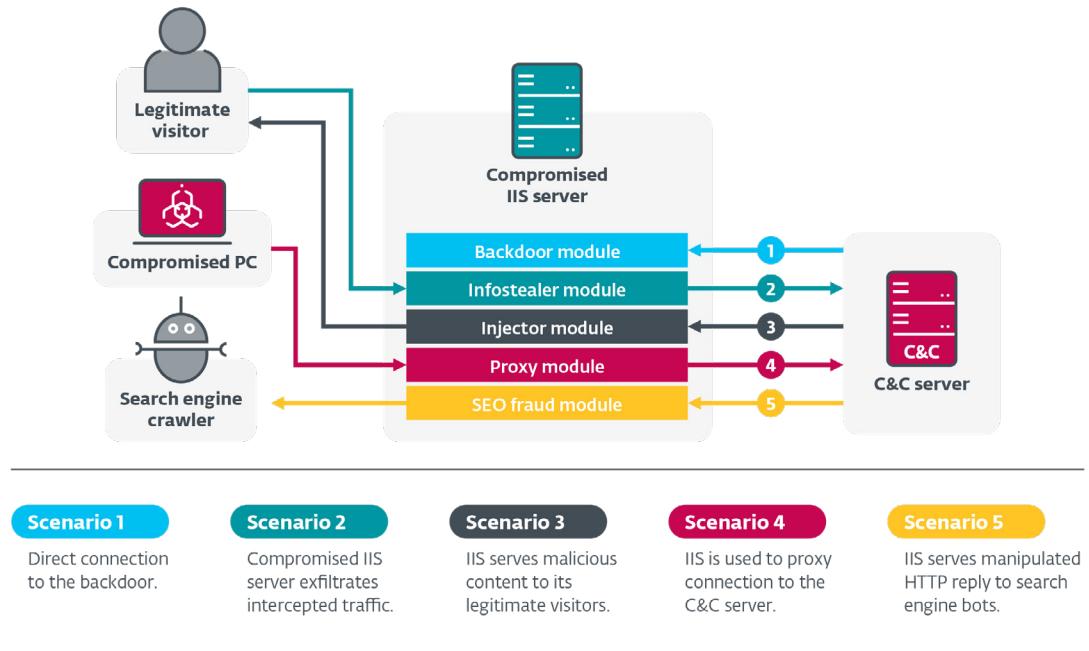 Legitimate
visitor
Compromised
IIS server
Compromised PC
Backdoor module
1
Infostealer module
2
Injector module
3
C&C
Proxy module
4
C&C server
Search engine
crawler
SEO fraud module
5
Scenario 1
Direct connection
to the backdoor.
Scenario 2
Compromised IIS
server exfiltrates
intercepted traffic.
Scenario 3
IIS serves malicious
content to its
legitimate visitors.
Scenario 4
IIS is used to proxy
connection to the
C&C server.
Scenario 5
IIS serves manipulated
HTTP reply to search
engine bots.